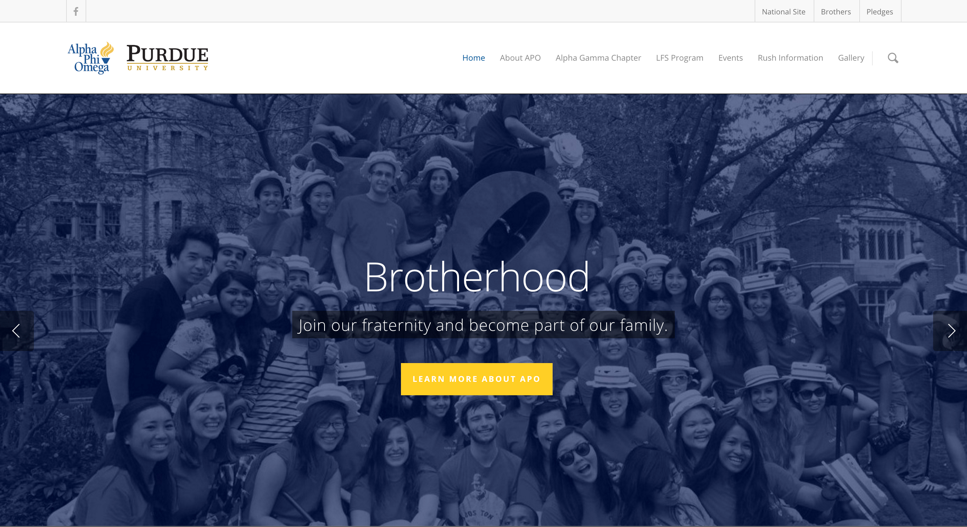 National Site
Brothers
Pledges
Alpha
Phi
Omega
PURDUE
UNIVERSITY
Home
About APO
Alpha Gamma Chapter
LFS Program
Events
Rush Information
Gallery
Brotherhood
Join our fraternity and become part of our family.
LEARN MORE ABOUT APO